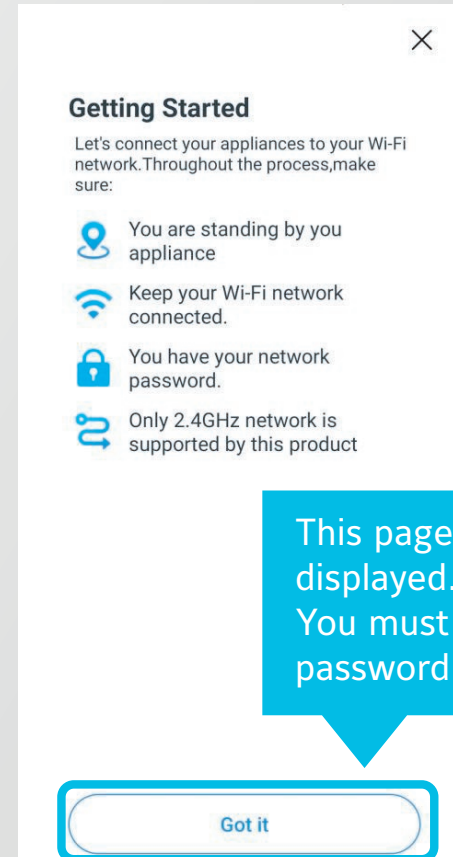 Getting Started
Let's connect your appliances to your Wi-Fi
network.Throughout the process,make
sure:
You are standing by you
appliance
Keep your Wi-Fi network
connected.
You have your network
password.
Only 2.4GHz network is
supported by this product
This page
displayed.
You must
password
Got it